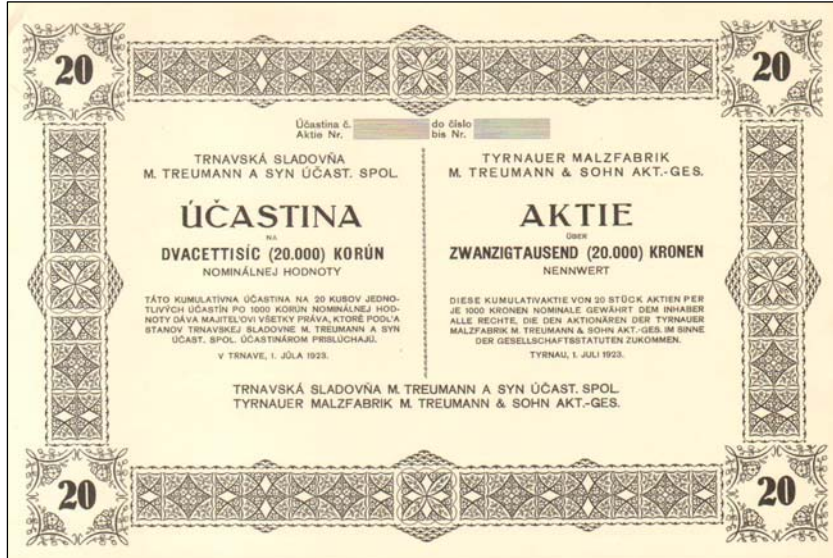 20
20
Účastina č. do číslo
Aktie Nr. bis Nr.
TRNAVSKÁ SLADOVŇA
M. TREUMANN A SYN ÚČAST. SPOL.
ÚČASTINA
NA
DVACETTISÍC (20.000) KORÚN
NOMINÁLNEJ HODNOTY
TÁTO KUMULATÍVNA ÚČASTINA NA 20 KUSOV JEDNO-
TLIVÝCH ÚČASTÍN PO 1000 KORÚN NOMINÁLNEJ HOD-
NOTY DÁVA MAJITEĽOVI VŠETKY PRÁVA, KTORÉ PODĽA
STANOV TRNAVSKEJ SLADOVNE M. TREUMANN A SYN
ÚČAST. SPOL. ÚČASTINÁROM PRISLÚCHAJÚ.
V TRNAVE, 1. JÚLA 1923.
TYRNAUER MALZFABRIK
M. TREUMANN & SOHN AKT.-GES.
AKTIE
ÜBER
ZWANZIGTAUSEND (20.000) KRONEN
NENNWERT
DIESE KUMULATIVAKTIE VON 20 STÜCK AKTIEN PER
JE 1000 KRONEN NOMINALE GEWÄHRT DEM INHABER
ALLE RECHTE, DIE DEN AKTIONÄREN DER TYRNAUER
MALZFABRIK M. TREUMANN & SOHN AKT.-GES. IM SINNE
DER GESELLSCHAFTSSTATUTEN ZUKOMMEN.
TYRNAU, 1. JULI 1923.
TRNAVSKÁ SLADOVŇA M. TREUMANN A SYN ÚČAST. SPOL.
TYRNAUER MALZFABRIK M. TREUMANN & SOHN AKT.-GES.
20
20